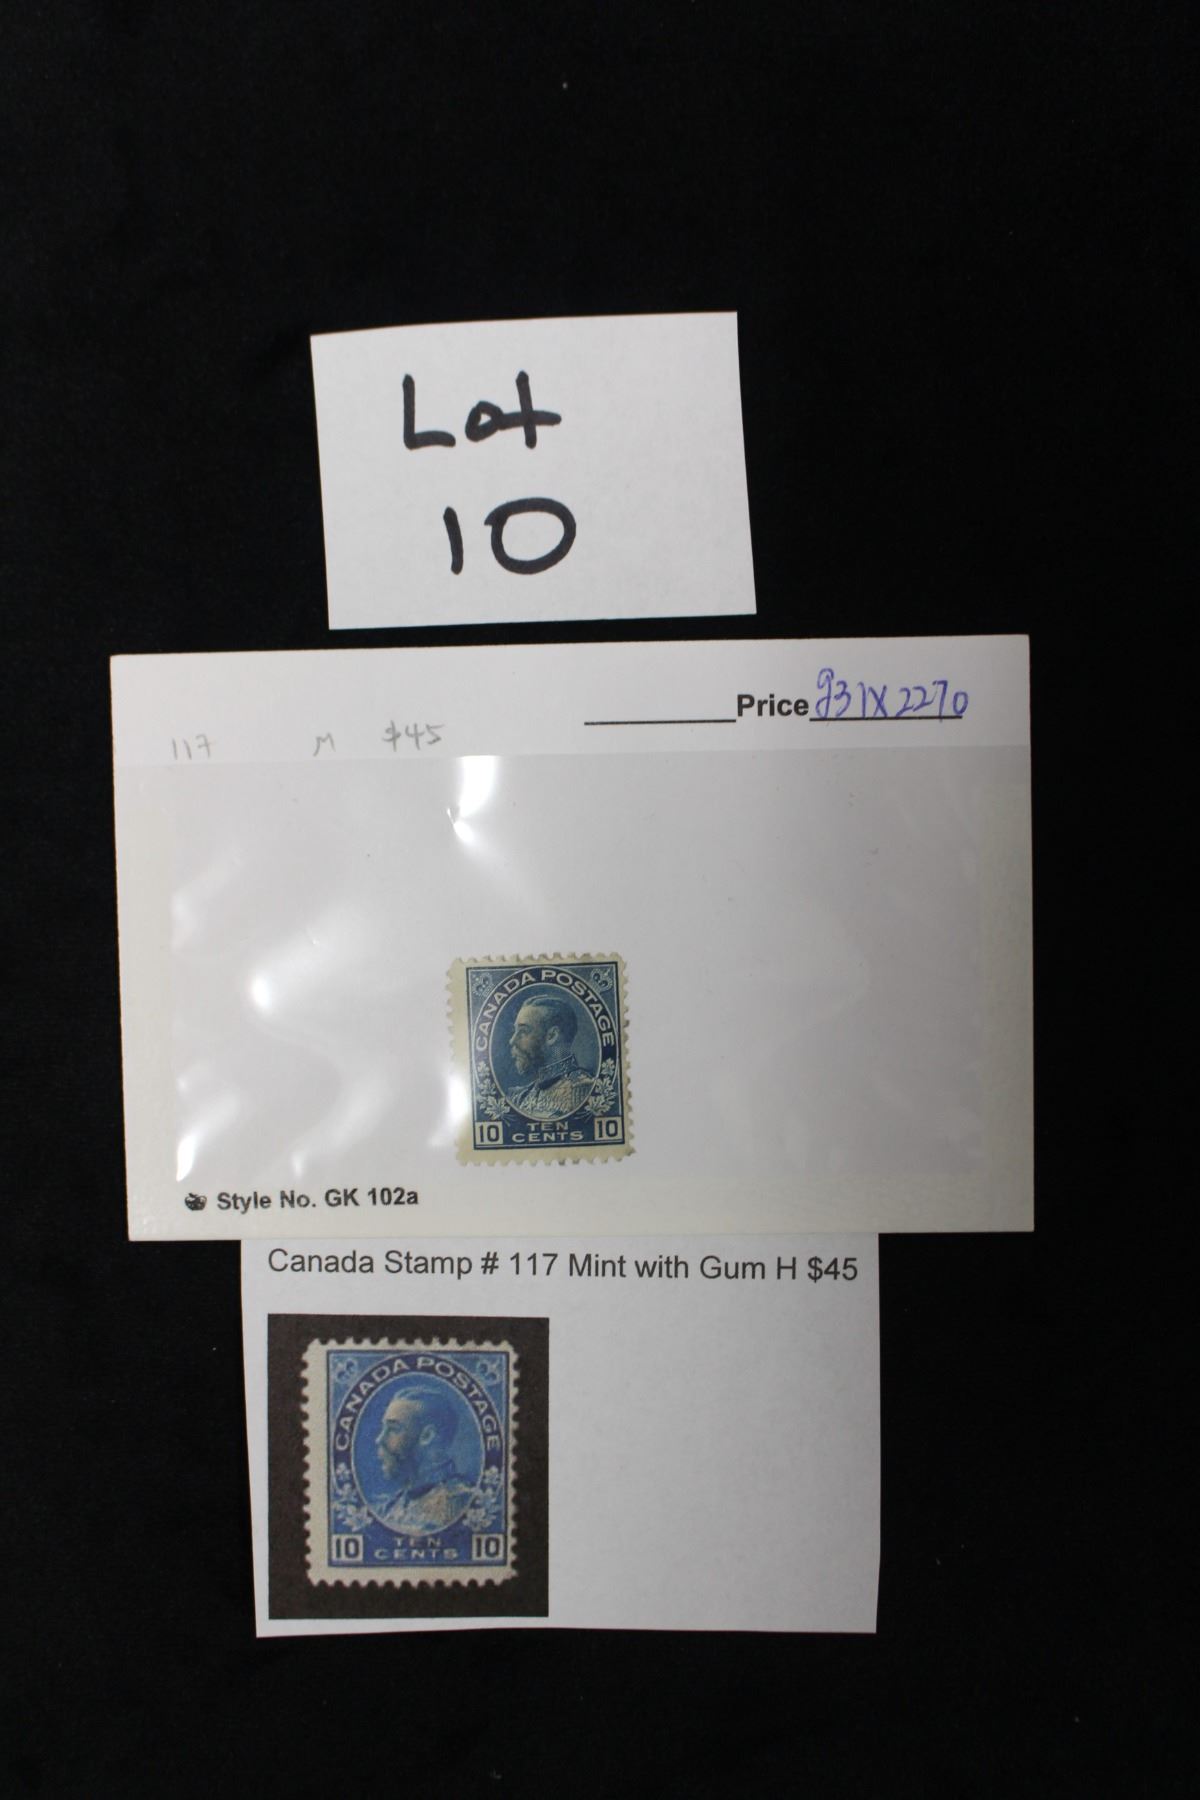 Lot
10
Price 931X2270
117 M $45
CANADA POSTAGE
10 TEN CENTS 10
Style No. GK 102a
Canada Stamp # 117 Mint with Gum H $45
CANADA POSTAGE
10 TEN CENTS 10